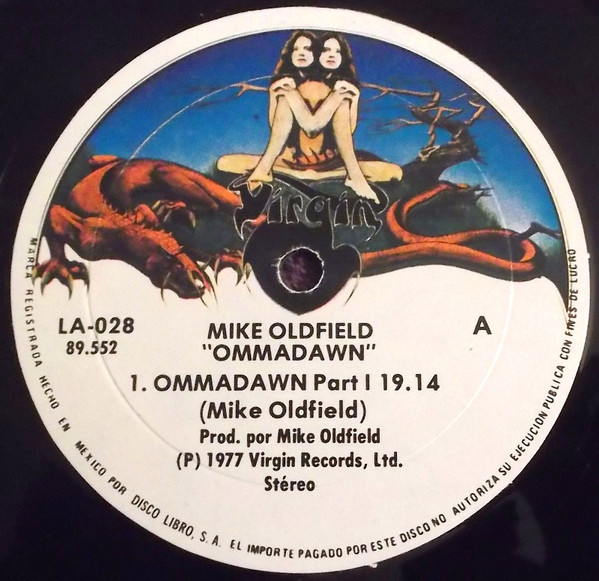 Virgin
LA-028
89.552
MIKE OLDFIELD
"OMMADAWN"
A
1. OMMADAWN Part I 19.14
(Mike Oldfield)
Prod. por Mike Oldfield
(P) 1977 Virgin Records, Ltd.
Stéreo
MARCA REGISTRADA HECHO EN MEXICO POR DISCO LIBRO, S.A. EL IMPORTE PAGADO POR ESTE DISCO NO AUTORIZA SU EJECUCION PUBLICA CON FINES DE LUCRO